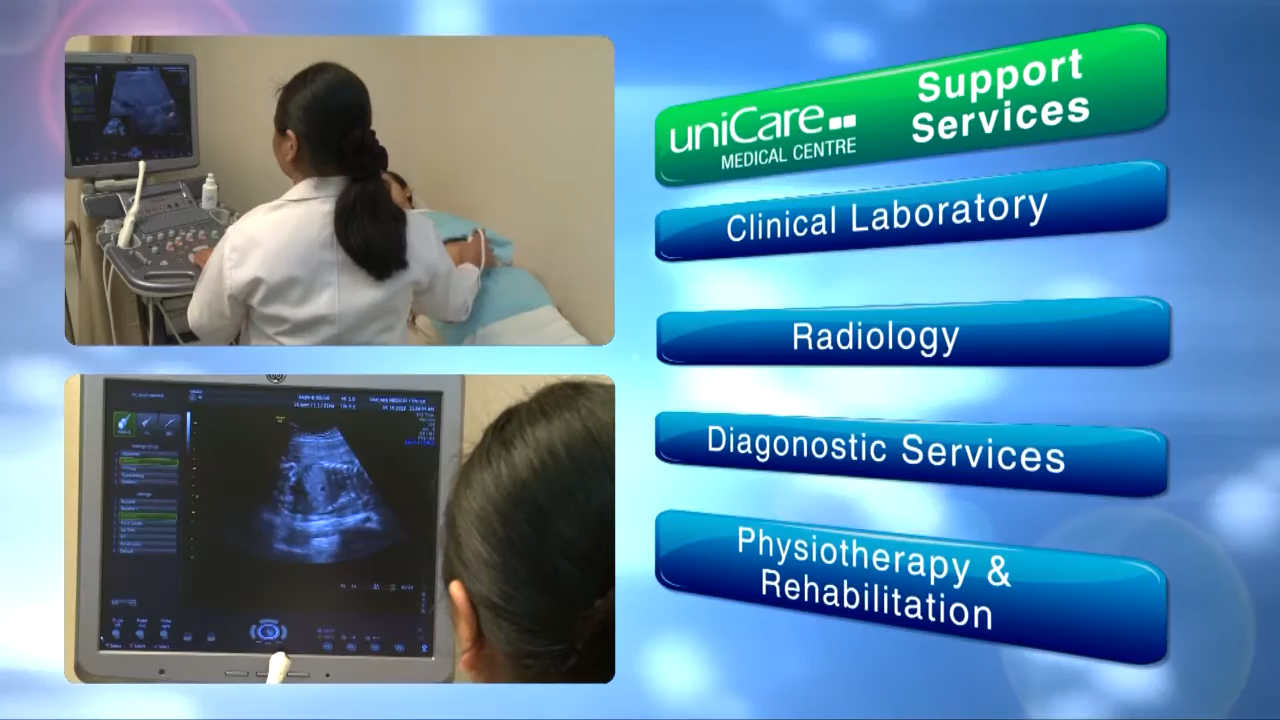 uniCare
MEDICAL CENTRE
Support
Services
Clinical Laboratory
Radiology
Diagonostic Services
Physiotherapy &
Rehabilitation